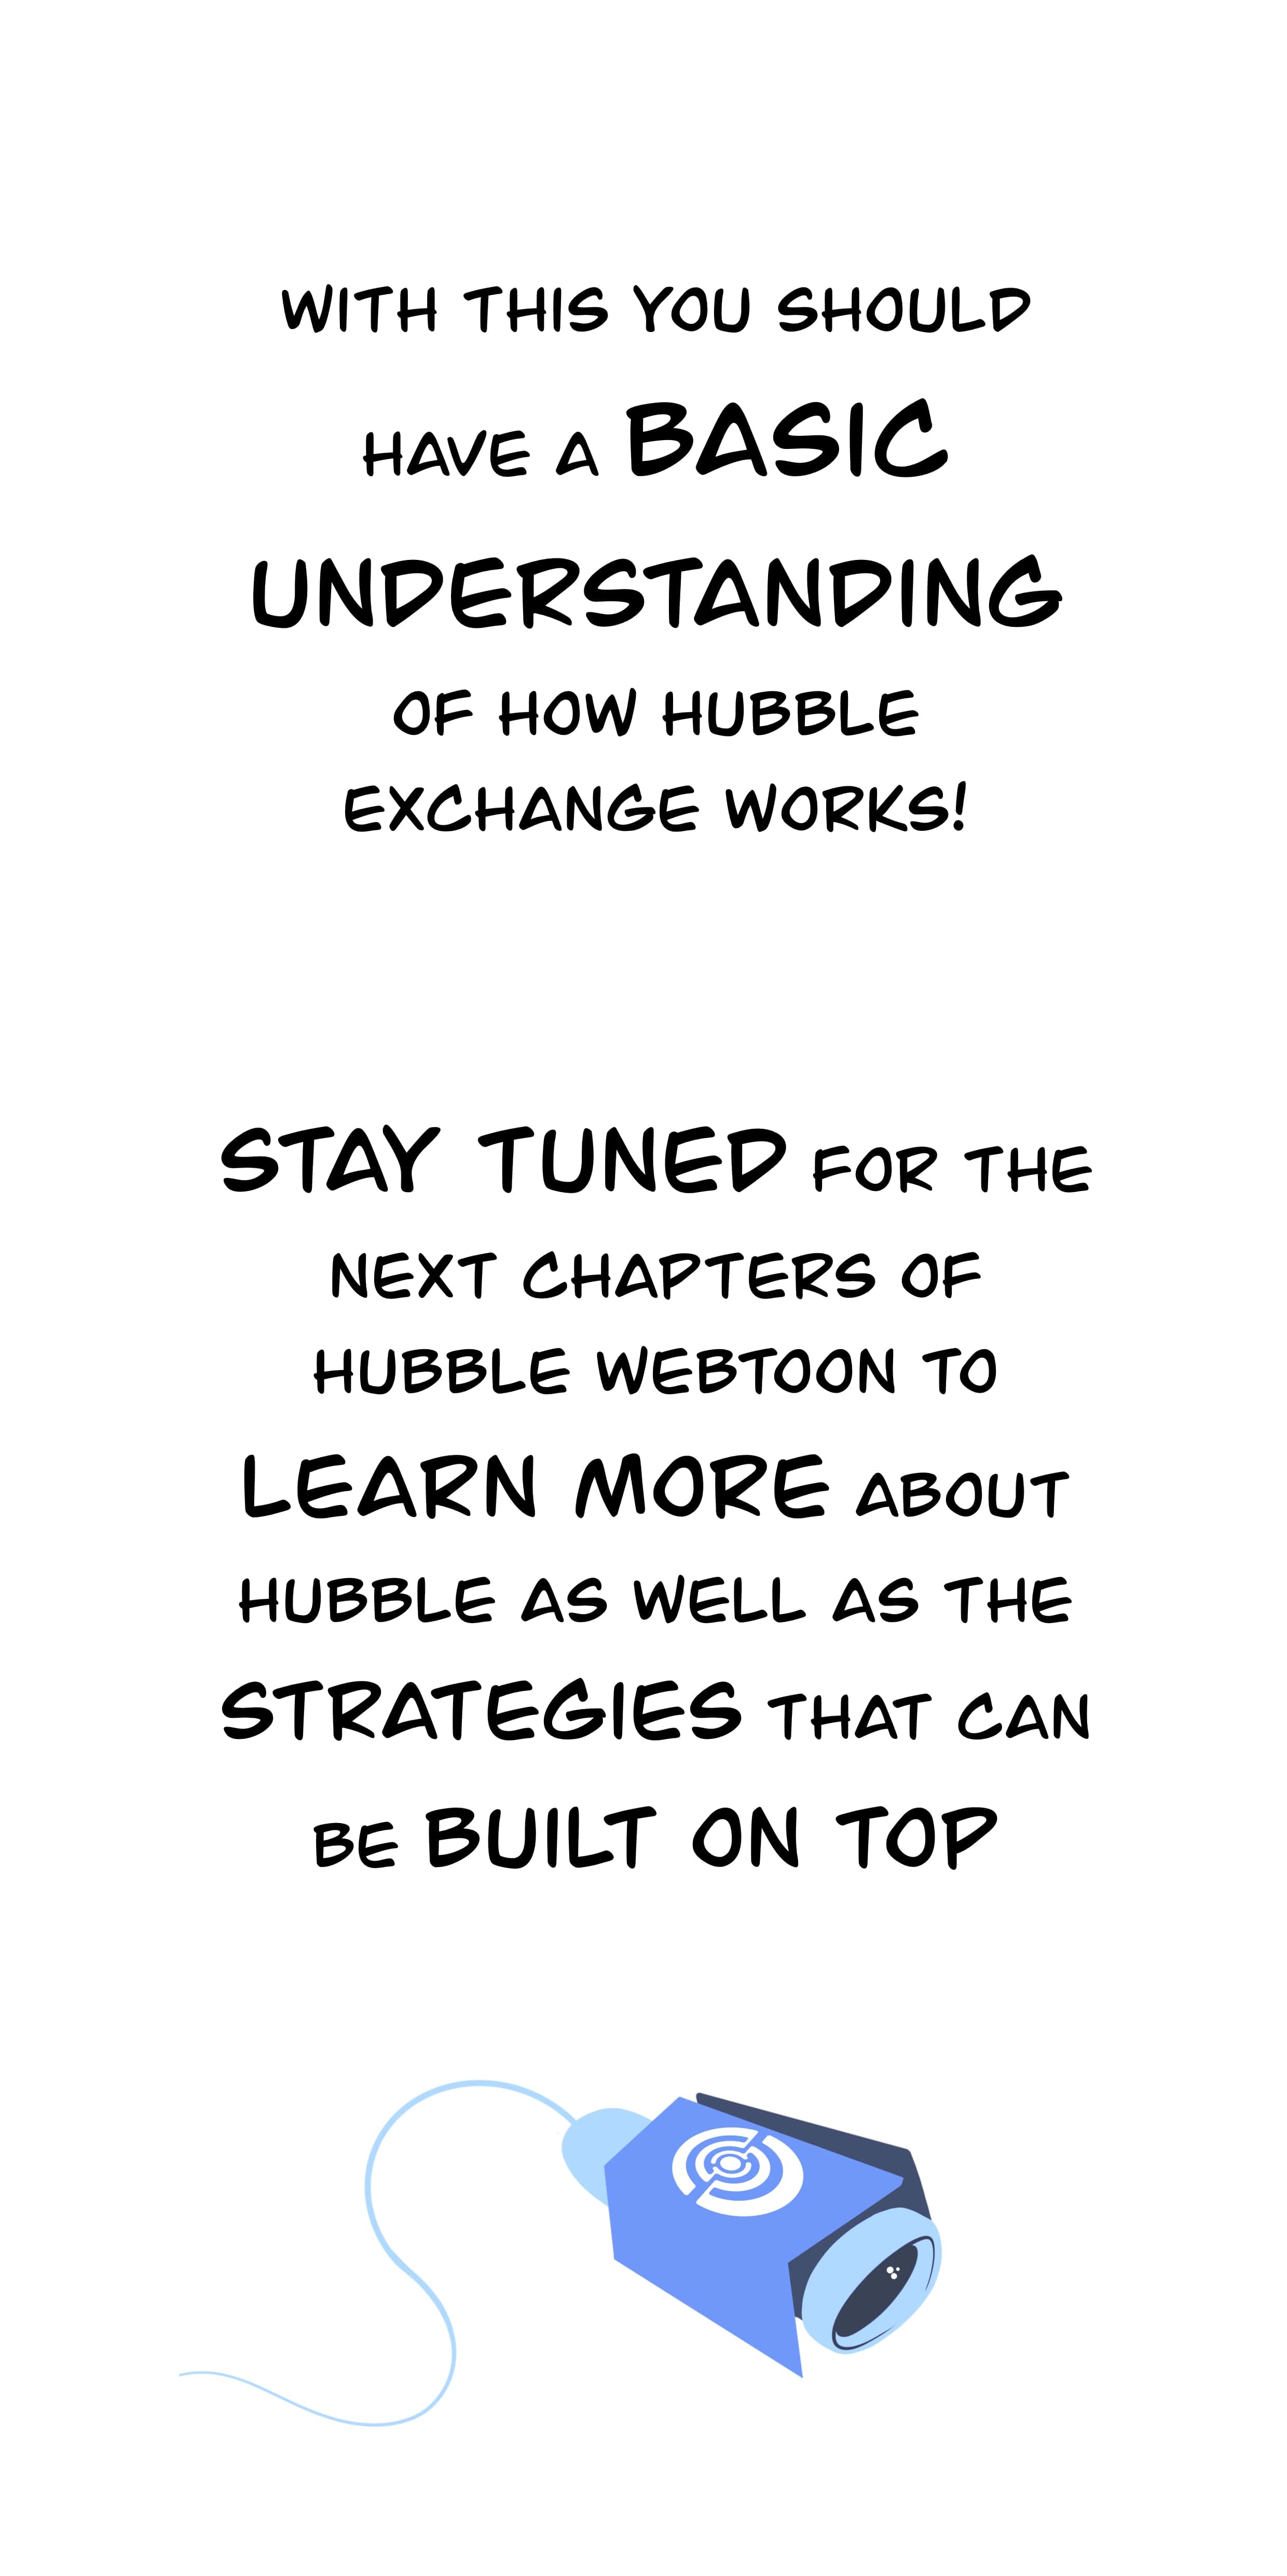 WITH THIS YOU SHOULD
HAVE A BASIC
UNDERSTANDING
OF HOW HUBBLE
EXCHANGE WORKS!
STAY TUNED FOR THE
NEXT CHAPTERS OF
HUBBLE WEBTOON TO
LEARN MORE ABOUT
HUBBLE AS WELL AS THE
STRATEGIES THAT CAN
BE BUILT ON TOP